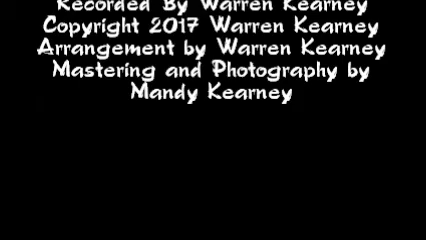 Recorded By Warren Kearney
Copyright 2017 Warren Kearney
Arrangement by Warren Kearney
Mastering and Photography by
Mandy Kearney